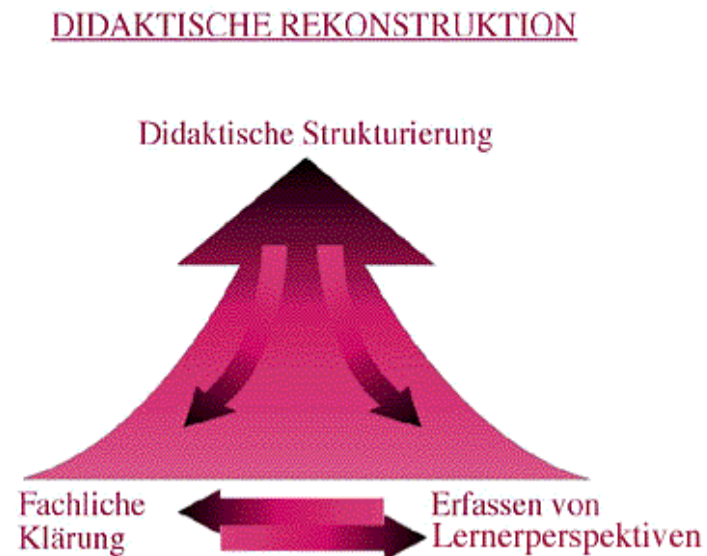 DIDAKTISCHE REKONSTRUKTION
Didaktische Strukturierung
Fachliche
Klärung
Erfassen von
Lernerperspektiven